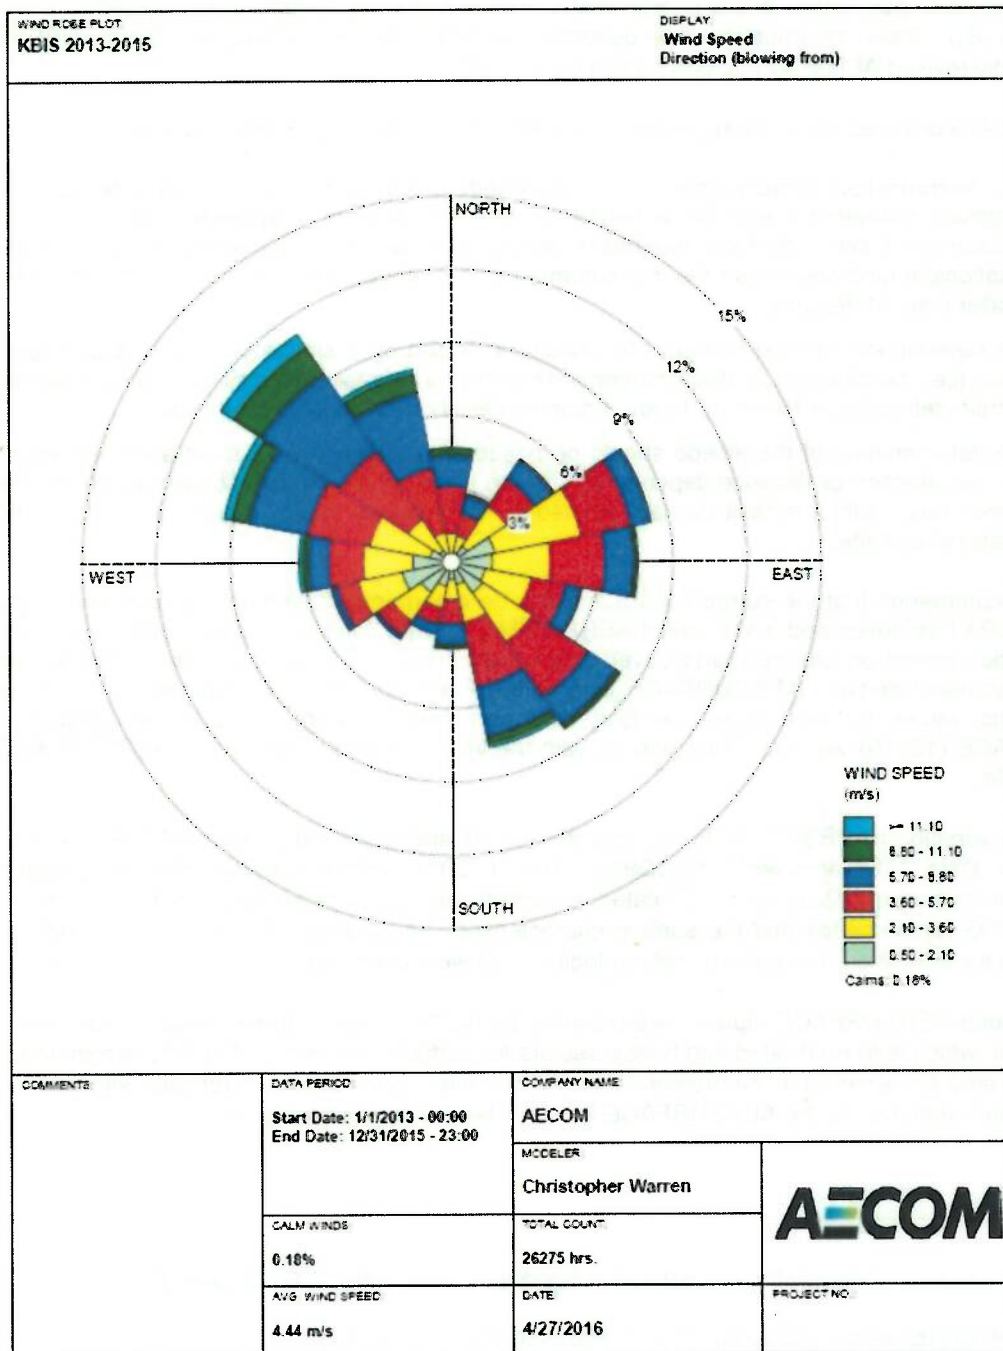 WIND ROSE PLOT:
KBIS 2013-2015
DISPLAY:
Wind Speed
Direction (blowing from)
NORTH
15%
12%
9%
6%
3%
WEST
EAST
SOUTH
WIND SPEED
(m/s)
>= 11.10
8.80 - 11.10
5.70 - 8.80
3.60 - 5.70
2.10 - 3.60
0.50 - 2.10
Calms: 0.18%
COMMENTS:
DATA PERIOD:
Start Date: 1/1/2013 - 00:00
End Date: 12/31/2015 - 23:00
COMPANY NAME:
AECOM
MODELER:
Christopher Warren
CALM WINDS:
0.18%
TOTAL COUNT:
26275 hrs.
AECOM
AVG. WIND SPEED:
4.44 m/s
DATE:
4/27/2016
PROJECT NO.: